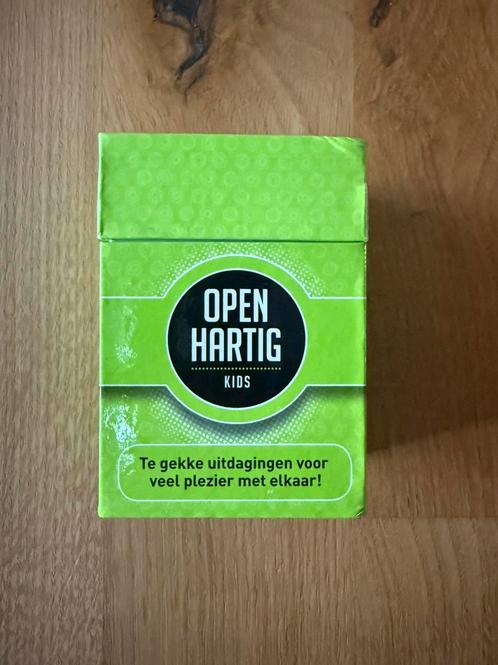 OPEN
HARTIG
KIDS
Te gekke uitdagingen voor
veel plezier met elkaar!